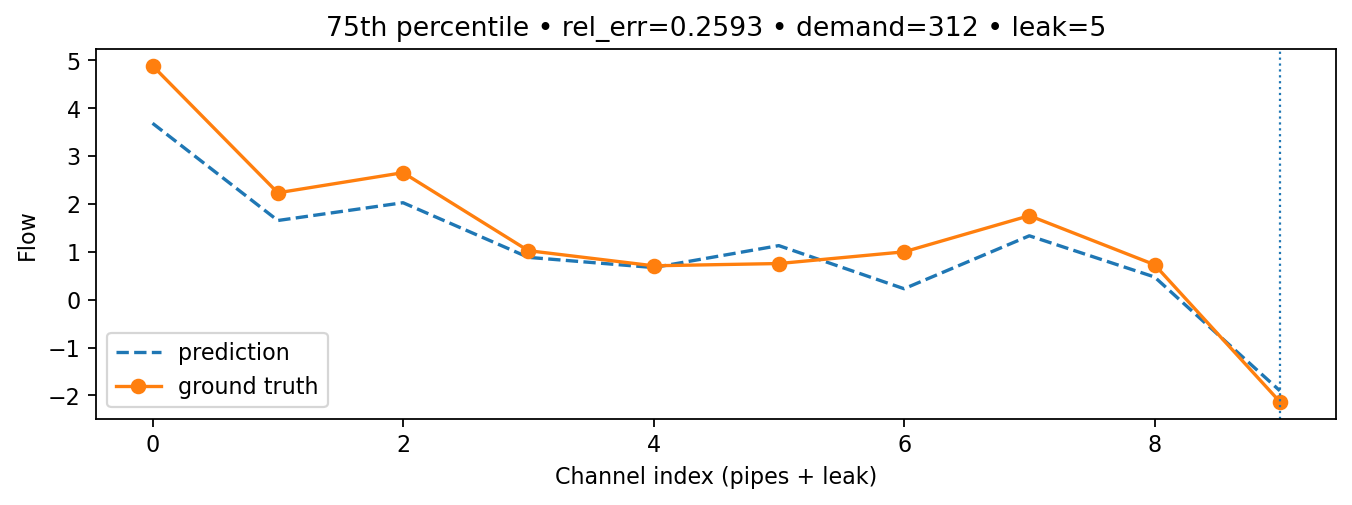 75th percentile • rel_err=0.2593 • demand=312 • leak=5
5
4
3
2
1
0
−1
−2
Flow
prediction
ground truth
0 2 4 6 8
Channel index (pipes + leak)